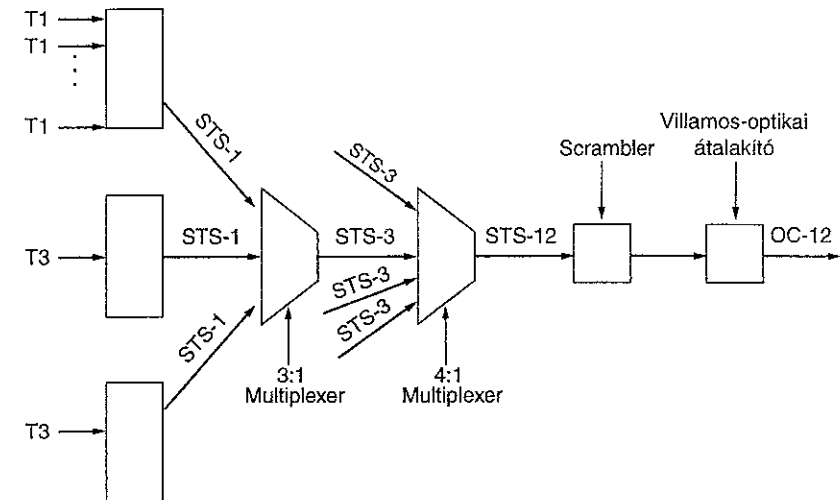 T1
T1
T1
STS-1
STS-3
Villamos-optikai
átalakító
Scrambler
T3
STS-1
STS-3
STS-12
OC-12
STS-3
STS-3
STS-1
3:1
Multiplexer
4:1
Multiplexer
T3